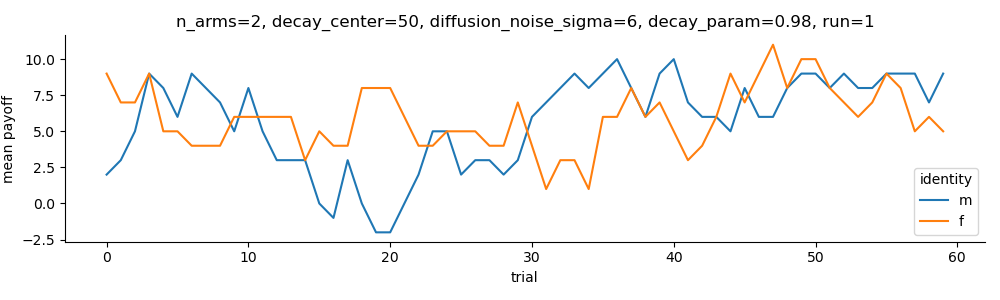 n_arms=2, decay_center=50, diffusion_noise_sigma=6, decay_param=0.98, run=1
mean payoff
10.0
7.5
5.0
2.5
0.0
−2.5
identity
m
f
0
10
20
30
40
50
60
trial